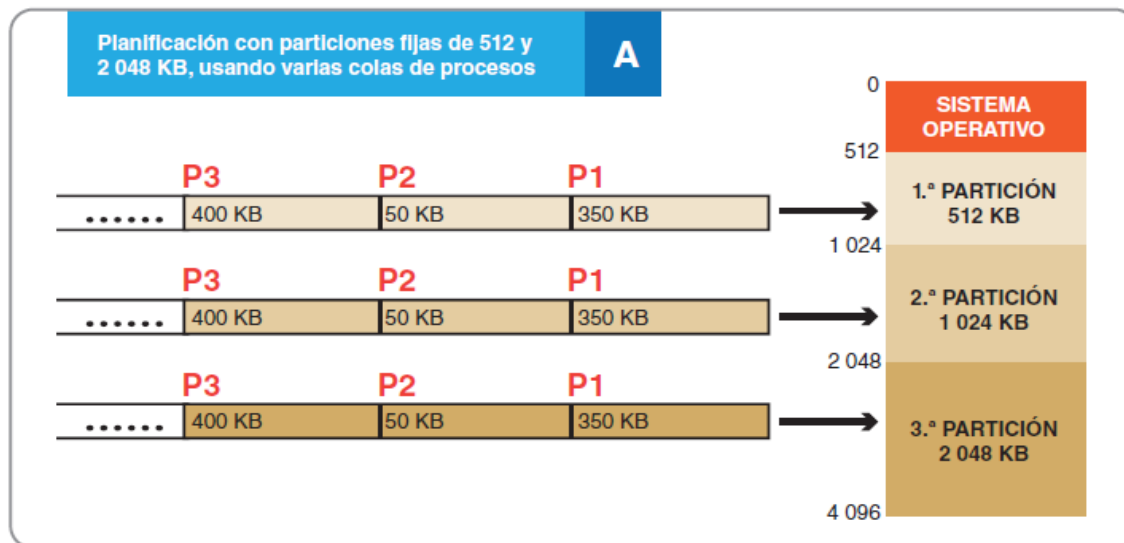 Planificación con particiones fijas de 512 y
2 048 KB, usando varias colas de procesos
A
0
SISTEMA
OPERATIVO
512
P3 P2 P1
...... 400 KB 50 KB 350 KB
1.ª PARTICIÓN
512 KB
1 024
P3 P2 P1
...... 400 KB 50 KB 350 KB
2.ª PARTICIÓN
1 024 KB
2 048
P3 P2 P1
...... 400 KB 50 KB 350 KB
3.ª PARTICIÓN
2 048 KB
4 096